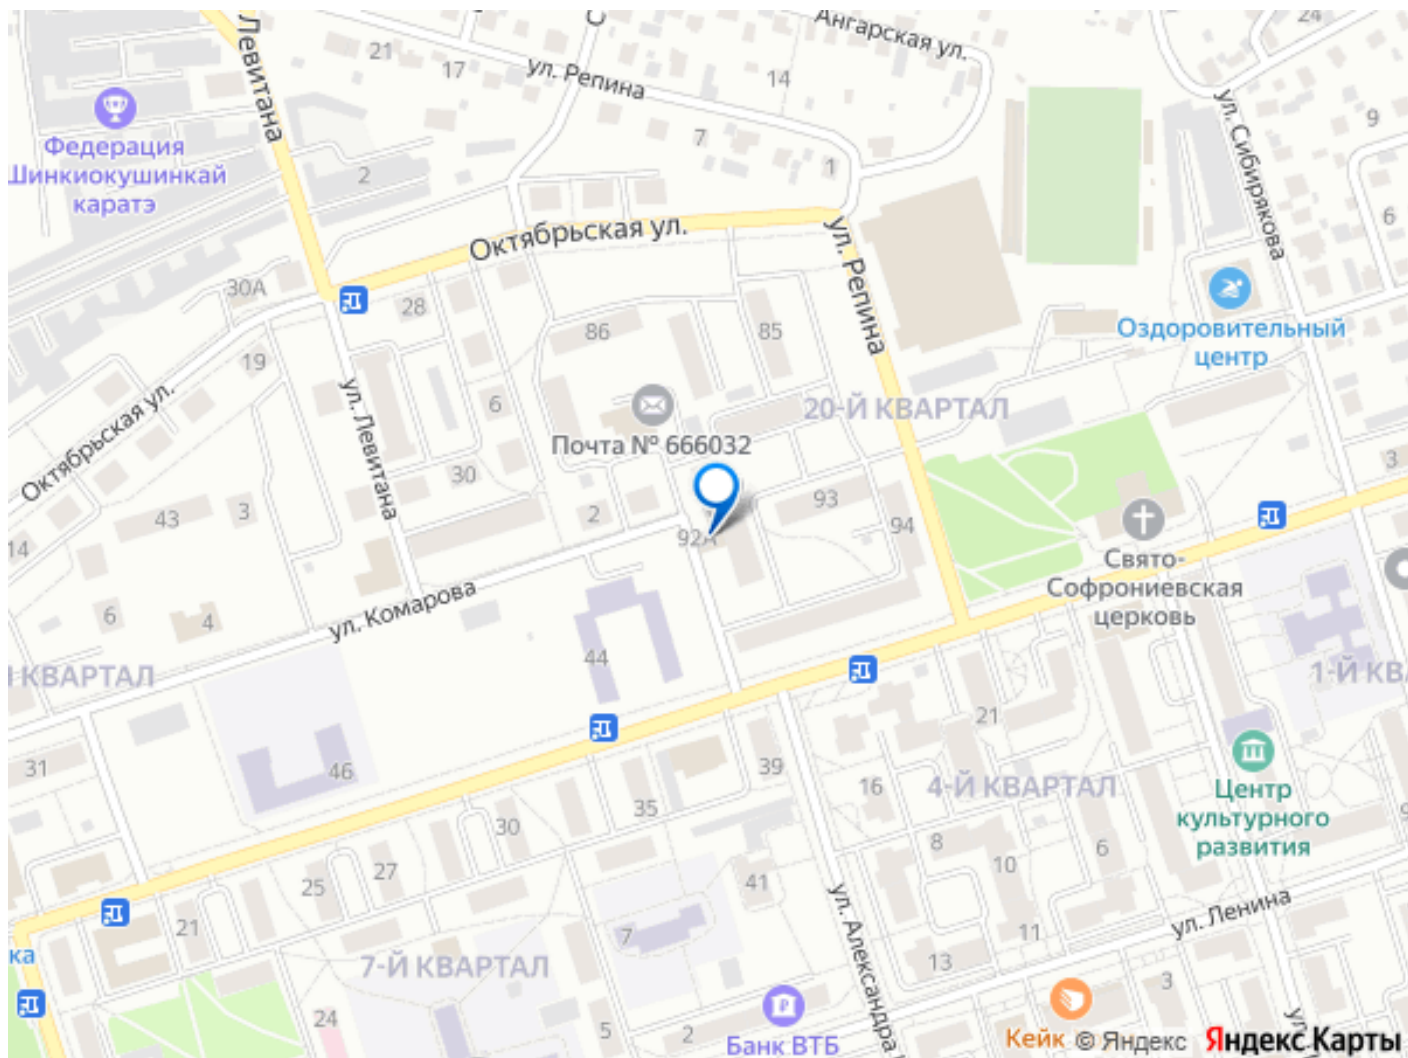 Левитана
21
17
С
ул. Репина
14
Ангарская ул.
24
ул. Сибирякова
9
Федерация
Шинкиокушинкай
каратэ
2
7
1
6
Октябрьская ул.
ул. Репина
30А
28
86
85
Оздоровительный
центр
19
ул. Левитана
6
20-Й КВАРТАЛ
Октябрьская ул.
Почта № 666032
30
3
43
3
14
2
92А
93
94
Свято-
Софрониевская
церковь
ул. Комарова
6
4
44
Й КВАРТАЛ
1-Й КВА
31
46
39
21
16
4-Й КВАРТАЛ
35
30
8
10
6
Центр
культурного
развития
9
25
27
41
ул. Александра
ул. Ленина
21
7
11
ка
7-Й КВАРТАЛ
13
3
24
5
2
Банк ВТБ
Кейк
© Яндекс
Яндекс Карты
ул.